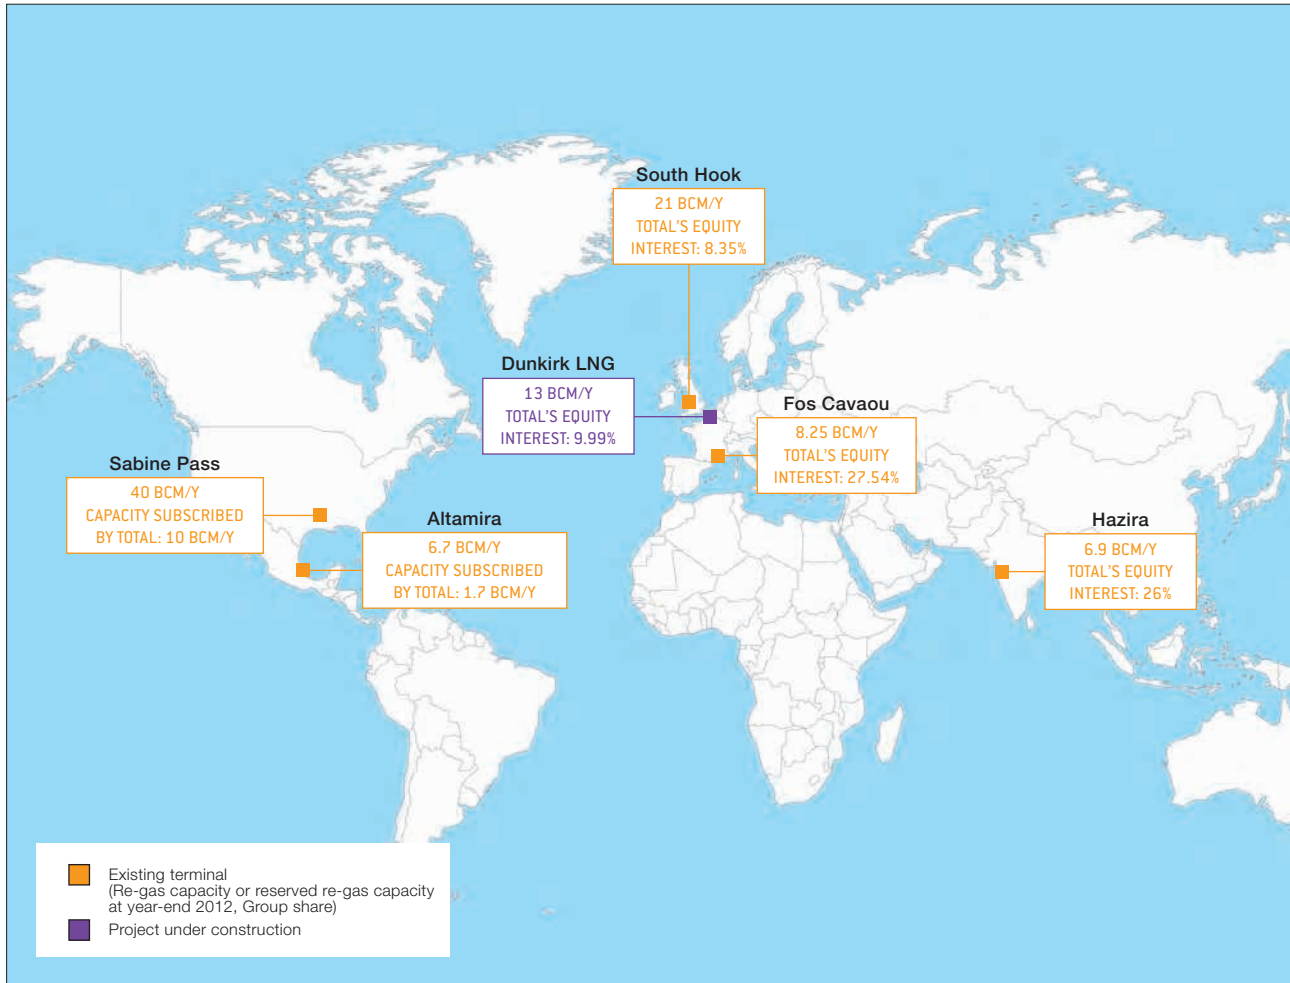 South Hook
21 BCM/Y
TOTAL'S EQUITY
INTEREST: 8.35%
Dunkirk LNG
13 BCM/Y
TOTAL'S EQUITY
INTEREST: 9.99%
Fos Cavaou
8.25 BCM/Y
TOTAL'S EQUITY
INTEREST: 27.54%
Sabine Pass
40 BCM/Y
CAPACITY SUBSCRIBED
BY TOTAL: 10 BCM/Y
Altamira
6.7 BCM/Y
CAPACITY SUBSCRIBED
BY TOTAL: 1.7 BCM/Y
Hazira
6.9 BCM/Y
TOTAL'S EQUITY
INTEREST: 26%
Existing terminal
(Re-gas capacity or reserved re-gas capacity
at year-end 2012, Group share)
Project under construction